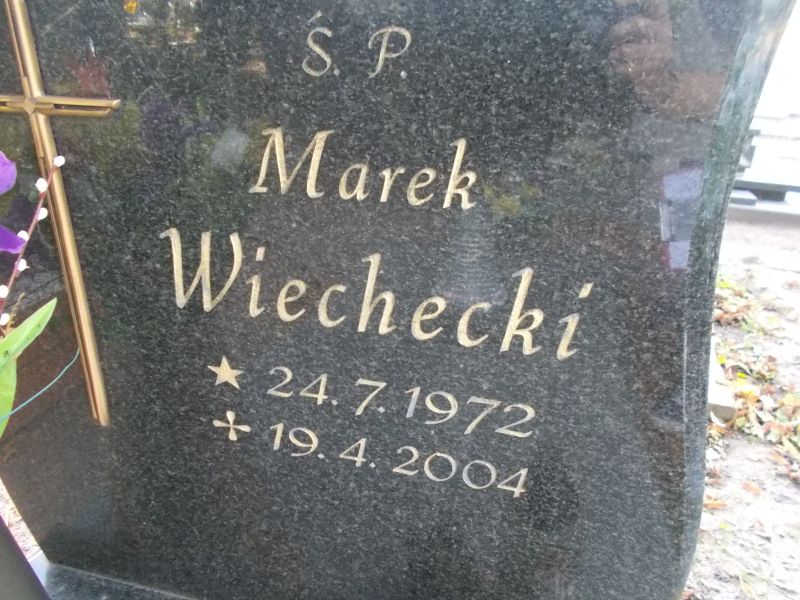 Ś. P.
Marek
Wiechecki
★ 24. 7. 1972
✢ 19. 4. 2004